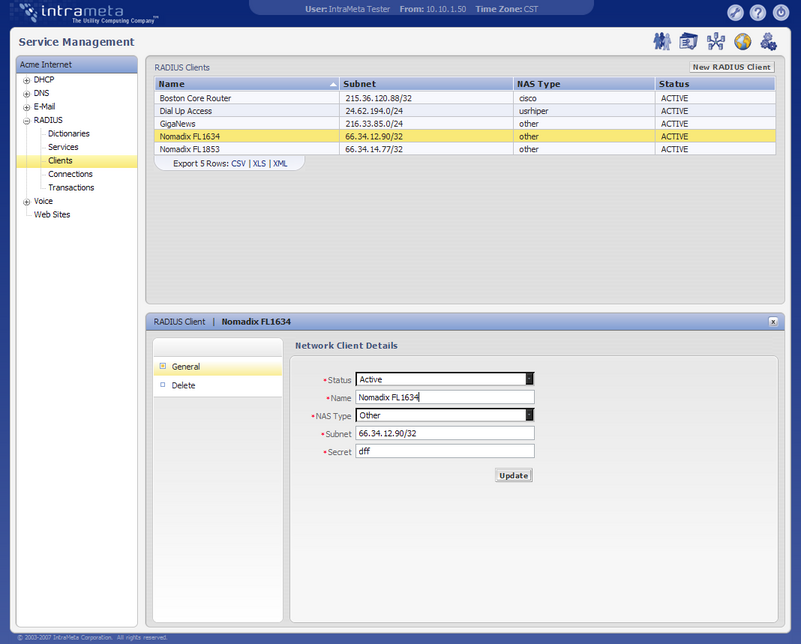 intrameta
The Utility Computing Company
User: IntraMeta Tester From: 10.10.1.50 Time Zone: CST
Service Management
Acme Internet
DHCP
DNS
E-Mail
RADIUS
Dictionaries
Services
Clients
Connections
Transactions
Voice
Web Sites
RADIUS Clients
New RADIUS Client
Name Subnet NAS Type Status
Boston Core Router 215.36.120.88/32 cisco ACTIVE
Dial Up Access 24.62.194.0/24 usrhiper ACTIVE
GigaNews 216.33.85.0/24 other ACTIVE
Nomadix FL1634 66.34.12.90/32 other ACTIVE
Nomadix FL1853 66.34.14.77/32 other ACTIVE
Export 5 Rows: CSV | XLS | XML
RADIUS Client | Nomadix FL1634
x
General
Delete
Network Client Details
*Status Active
*Name Nomadix FL1634
*NAS Type Other
*Subnet 66.34.12.90/32
*Secret dff
Update
© 2003-2007 IntraMeta Corporation. All rights reserved.